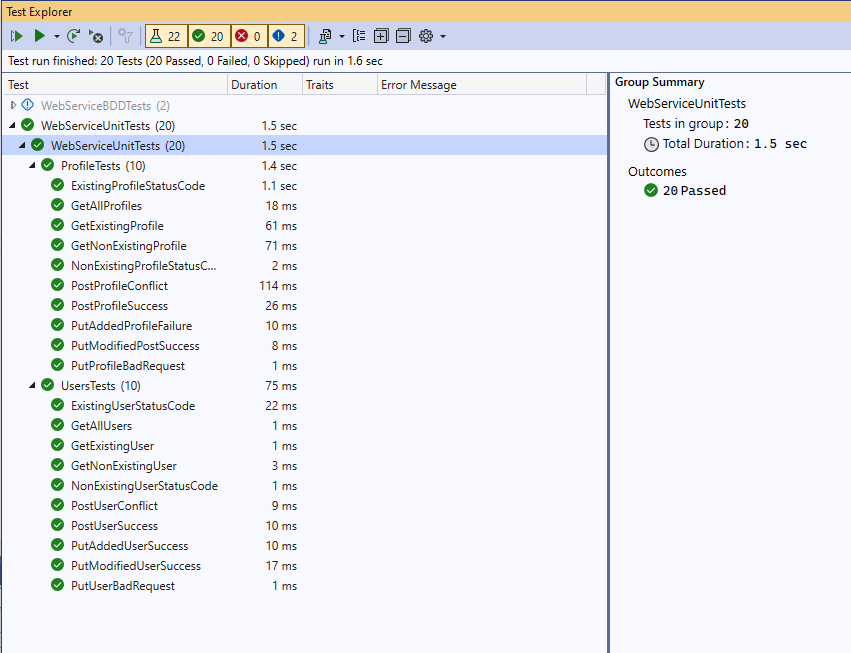 Test Explorer
22 20 0 2
Test run finished: 20 Tests (20 Passed, 0 Failed, 0 Skipped) run in 1.6 sec
Test Duration Traits Error Message
WebServiceBDDTests (2)
WebServiceUnitTests (20) 1.5 sec
WebServiceUnitTests (20) 1.5 sec
ProfileTests (10) 1.4 sec
ExistingProfileStatusCode 1.1 sec
GetAllProfiles 18 ms
GetExistingProfile 61 ms
GetNonExistingProfile 71 ms
NonExistingProfileStatusC... 2 ms
PostProfileConflict 114 ms
PostProfileSuccess 26 ms
PutAddedProfileFailure 10 ms
PutModifiedPostSuccess 8 ms
PutProfileBadRequest 1 ms
UsersTests (10) 75 ms
ExistingUserStatusCode 22 ms
GetAllUsers 1 ms
GetExistingUser 1 ms
GetNonExistingUser 3 ms
NonExistingUserStatusCode 1 ms
PostUserConflict 9 ms
PostUserSuccess 10 ms
PutAddedUserSuccess 10 ms
PutModifiedUserSuccess 17 ms
PutUserBadRequest 1 ms
Group Summary
WebServiceUnitTests
Tests in group: 20
Total Duration: 1.5 sec
Outcomes
20 Passed